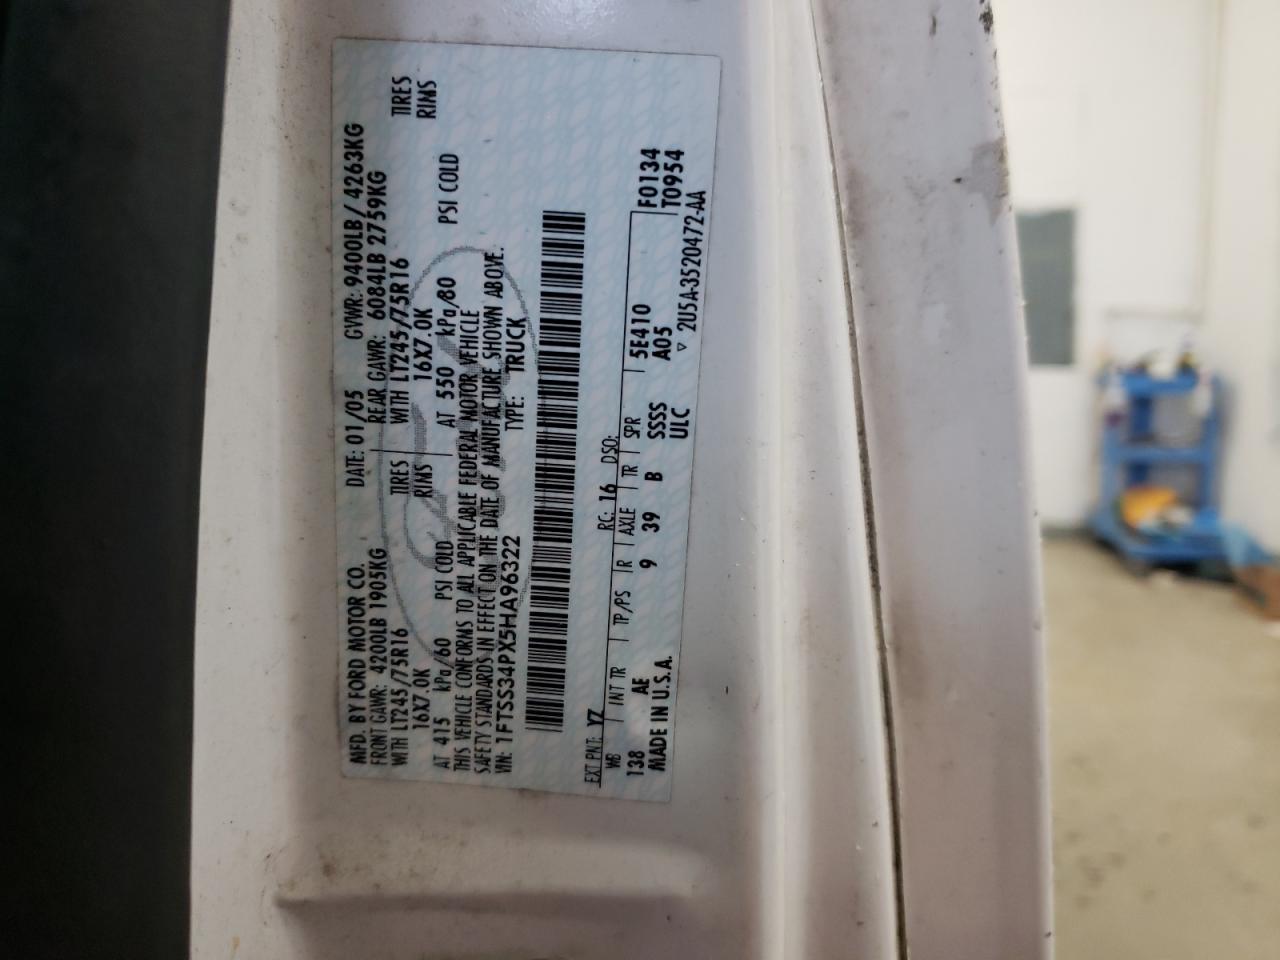 MFD. BY FORD MOTOR CO. DATE: 01/05 GVWR: 9400LB/ 4263KG
FRONT GAWR: 4200LB 1905KG REAR GAWR: 6084LB 2759KG
WITH LT245/75R16 TIRES WITH LT245/75R16 TIRES
16X7.0K RIMS 16X7.0K RIMS
AT 415 kPa/60 PSI COLD AT 550 kPa/80 PSI COLD
THIS VEHICLE CONFORMS TO ALL APPLICABLE FEDERAL MOTOR VEHICLE
SAFETY STANDARDS IN EFFECT ON THE DATE OF MANUFACTURE SHOWN ABOVE.
VIN: 1FTSS34PX5HA96322 TYPE: TRUCK
EXT PNT: YZ RC: 16 DSO: F0134
WB INT TR TP/PS R AXLE TR SPR 5E410 T0954
138 AE 9 39 B SSSS A05
MADE IN U.S.A. ULC
▽ 2U5A-3520472-AA